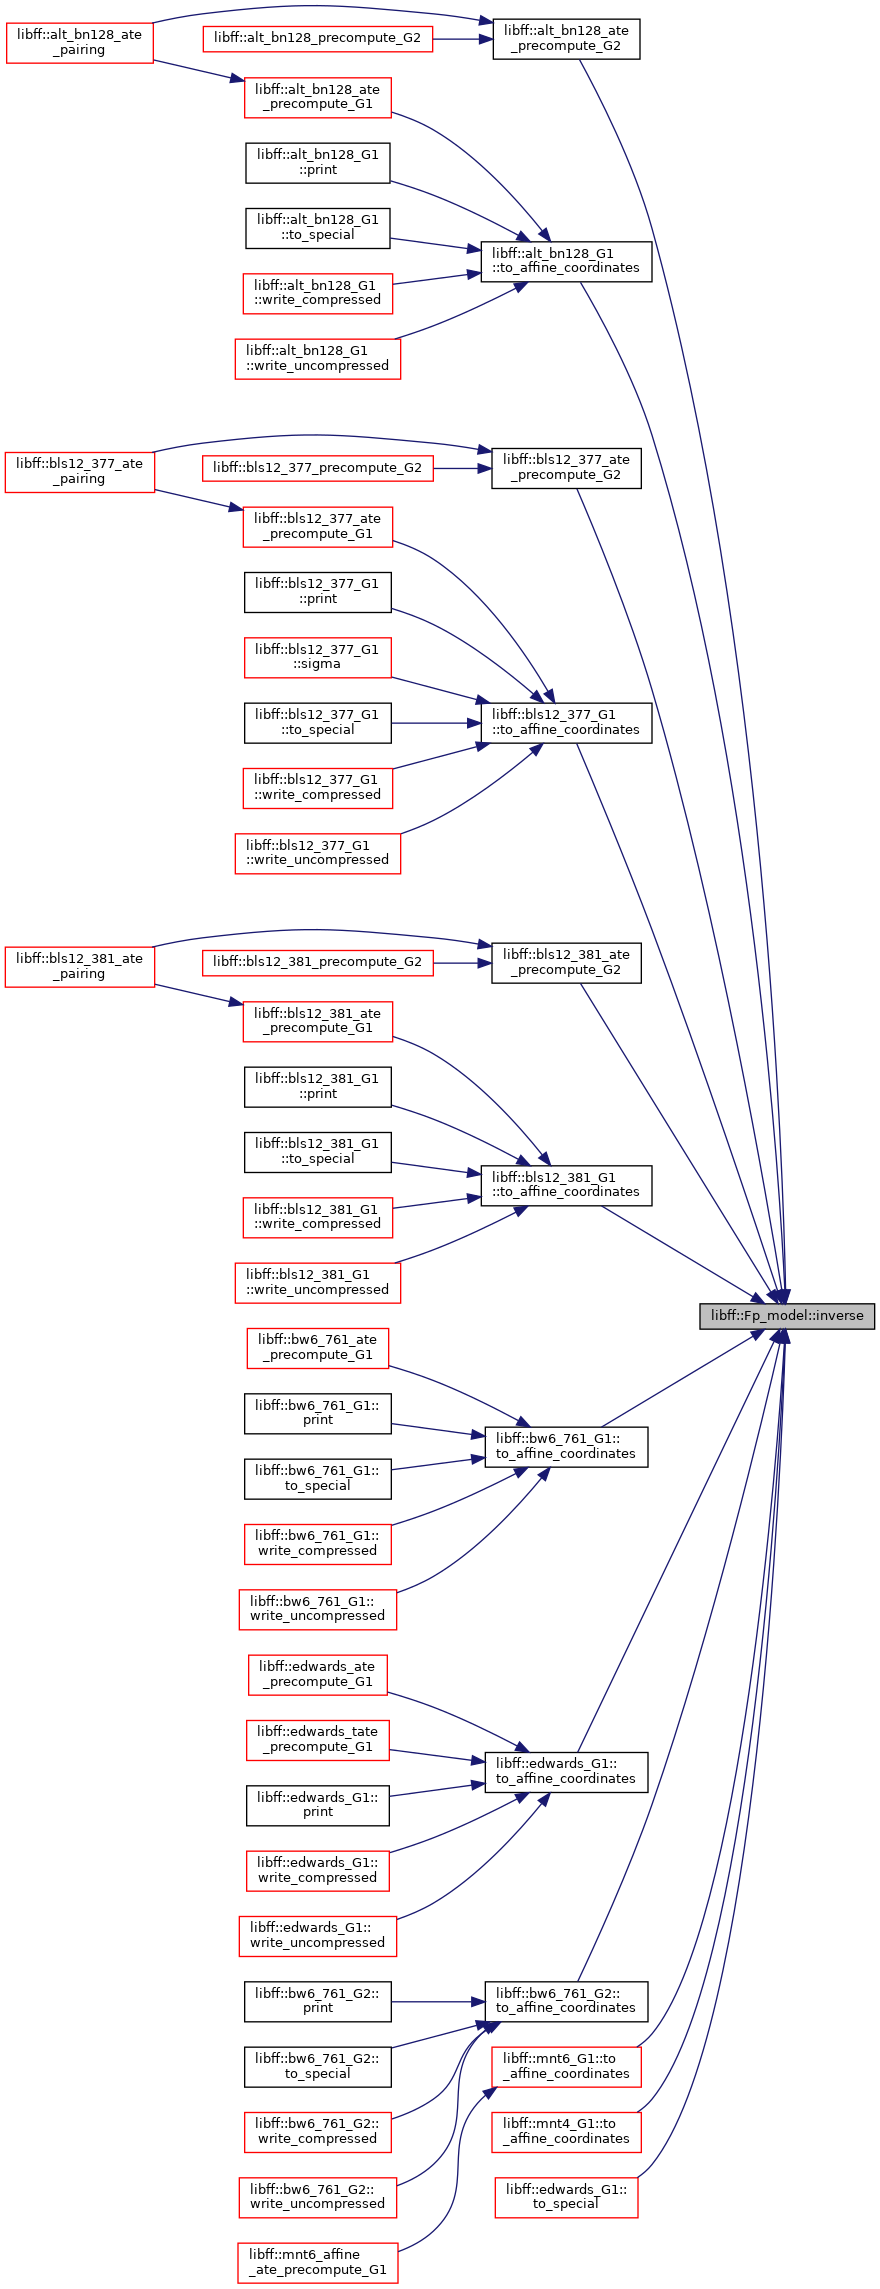 libff::alt_bn128_ate
_pairing
libff::alt_bn128_precompute_G2
libff::alt_bn128_ate
_precompute_G2
libff::alt_bn128_ate
_precompute_G1
libff::alt_bn128_G1
::print
libff::alt_bn128_G1
::to_special
libff::alt_bn128_G1
::to_affine_coordinates
libff::alt_bn128_G1
::write_compressed
libff::alt_bn128_G1
::write_uncompressed
libff::bls12_377_ate
_pairing
libff::bls12_377_precompute_G2
libff::bls12_377_ate
_precompute_G2
libff::bls12_377_ate
_precompute_G1
libff::bls12_377_G1
::print
libff::bls12_377_G1
::sigma
libff::bls12_377_G1
::to_special
libff::bls12_377_G1
::to_affine_coordinates
libff::bls12_377_G1
::write_compressed
libff::bls12_377_G1
::write_uncompressed
libff::bls12_381_ate
_pairing
libff::bls12_381_precompute_G2
libff::bls12_381_ate
_precompute_G2
libff::bls12_381_ate
_precompute_G1
libff::bls12_381_G1
::print
libff::bls12_381_G1
::to_special
libff::bls12_381_G1
::to_affine_coordinates
libff::bls12_381_G1
::write_compressed
libff::bls12_381_G1
::write_uncompressed
libff::Fp_model::inverse
libff::bw6_761_ate
_precompute_G1
libff::bw6_761_G1::
print
libff::bw6_761_G1::
to_affine_coordinates
libff::bw6_761_G1::
to_special
libff::bw6_761_G1::
write_compressed
libff::bw6_761_G1::
write_uncompressed
libff::edwards_ate
_precompute_G1
libff::edwards_tate
_precompute_G1
libff::edwards_G1::
to_affine_coordinates
libff::edwards_G1::
print
libff::edwards_G1::
write_compressed
libff::edwards_G1::
write_uncompressed
libff::bw6_761_G2::
print
libff::bw6_761_G2::
to_affine_coordinates
libff::bw6_761_G2::
to_special
libff::mnt6_G1::to
_affine_coordinates
libff::bw6_761_G2::
write_compressed
libff::mnt4_G1::to
_affine_coordinates
libff::bw6_761_G2::
write_uncompressed
libff::edwards_G1::
to_special
libff::mnt6_affine
_ate_precompute_G1